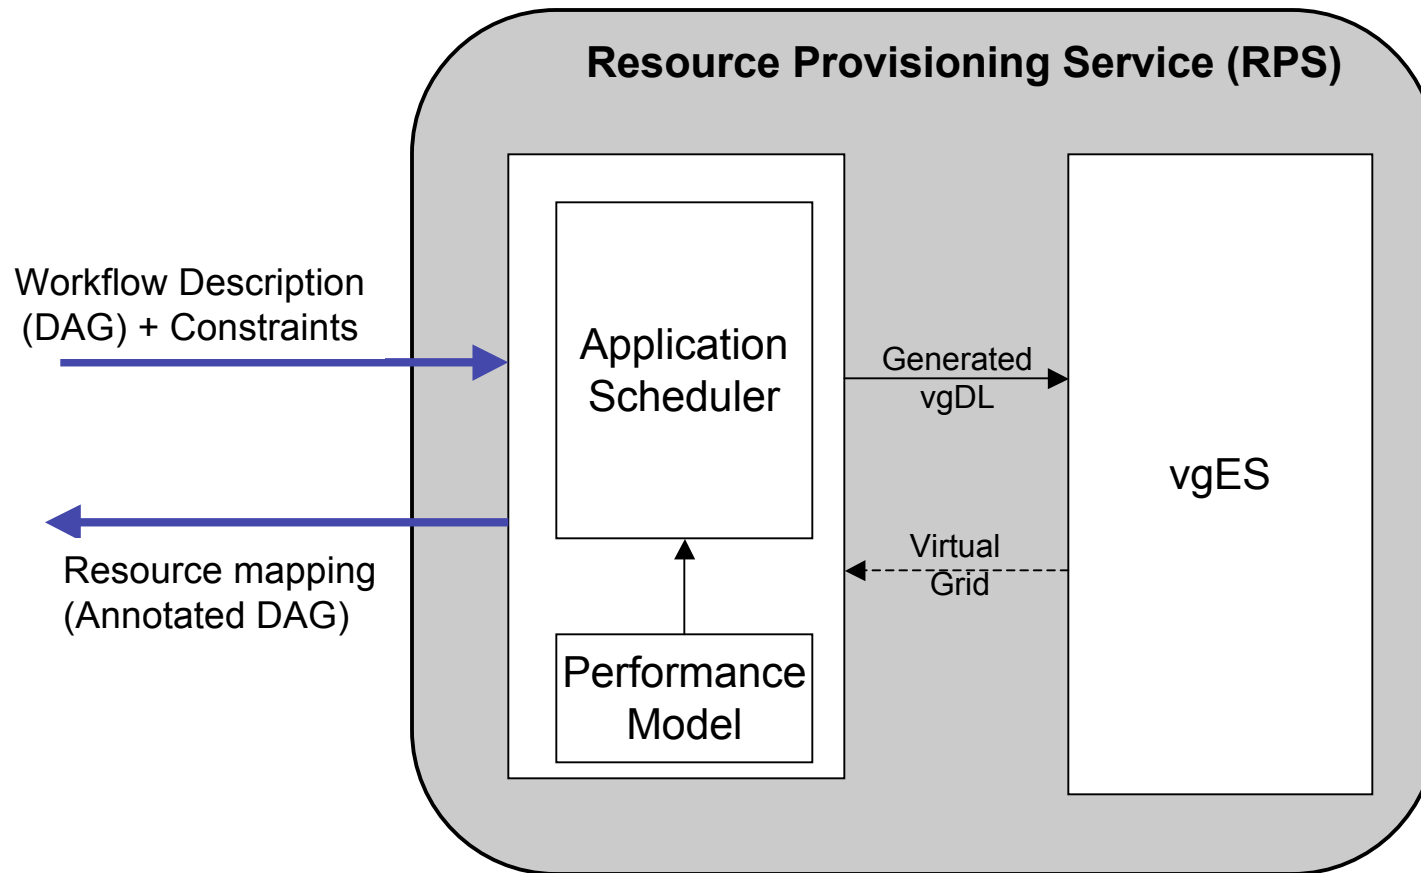 Resource Provisioning Service (RPS)
Workflow Description
(DAG) + Constraints
Application
Scheduler
Generated
vgDL
vgES
Virtual
Grid
Resource mapping
(Annotated DAG)
Performance
Model